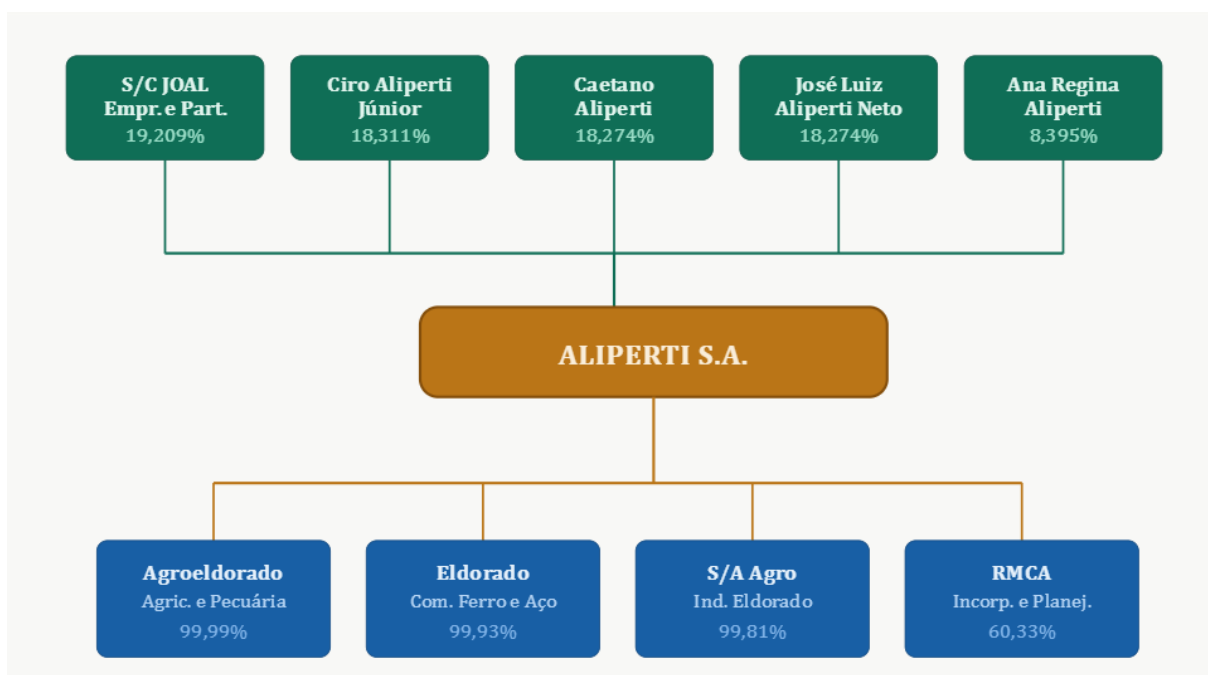 S/C JOAL
Empr. e Part.
19,209%
Ciro Aliperti
Júnior
18,311%
Caetano
Aliperti
18,274%
José Luiz
Aliperti Neto
18,274%
Ana Regina
Aliperti
8,395%
ALIPERTI S.A.
Agroeldorado
Agric. e Pecuária
99,99%
Eldorado
Com. Ferro e Aço
99,93%
S/A Agro
Ind. Eldorado
99,81%
RMCA
Incorp. e Planej.
60,33%